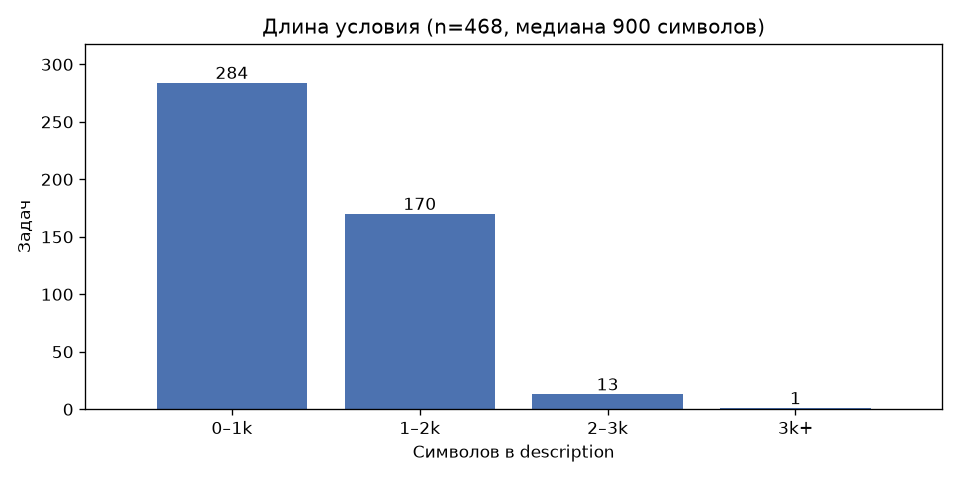 Длина условия (n=468, медиана 900 символов)
300
250
200
150
100
50
0
Задач
284
170
13
1
0–1k
1–2k
2–3k
3k+
Символов в description